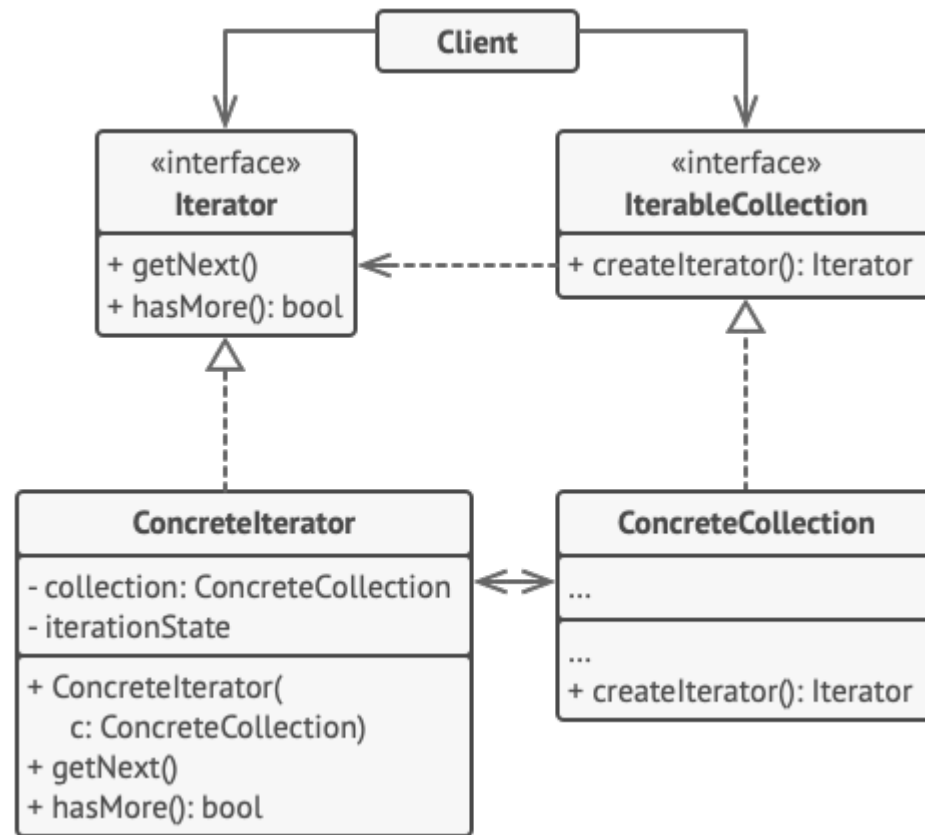 Client
«interface»
Iterator
+ getNext()
+ hasMore(): bool
«interface»
IterableCollection
+ createIterator(): Iterator
ConcreteIterator
- collection: ConcreteCollection
- iterationState
+ ConcreteIterator(
c: ConcreteCollection)
+ getNext()
+ hasMore(): bool
ConcreteCollection
...
...
+ createIterator(): Iterator